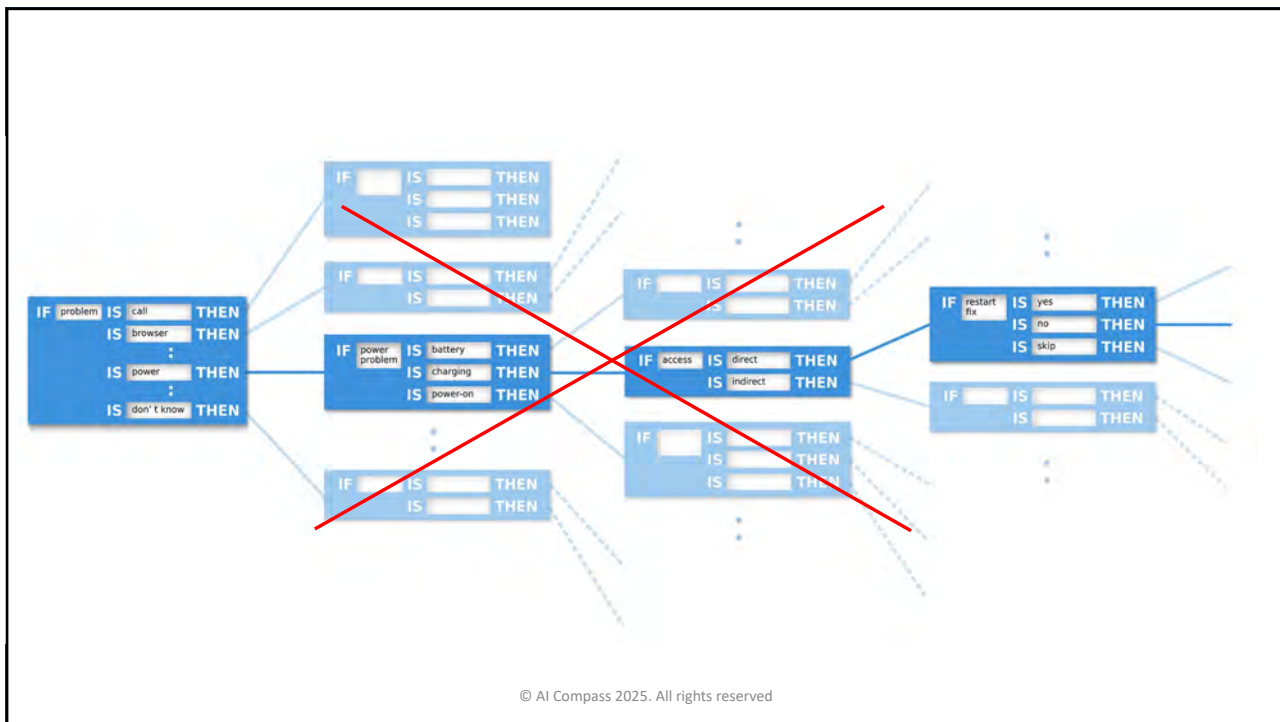 IF problem IS call THEN
IS browser THEN
IS power THEN
IS don't know THEN
IF IS THEN
IS THEN
IS THEN
IF IS THEN
IS THEN
IF power problem IS battery THEN
IS charging THEN
IS power-on THEN
IF IS THEN
IS THEN
IF IS THEN
IS THEN
IF access IS direct THEN
IS indirect THEN
IF IS THEN
IS THEN
IS THEN
IF restart fix IS yes THEN
IS no THEN
IS skip THEN
IF IS THEN
IS THEN
© AI Compass 2025. All rights reserved